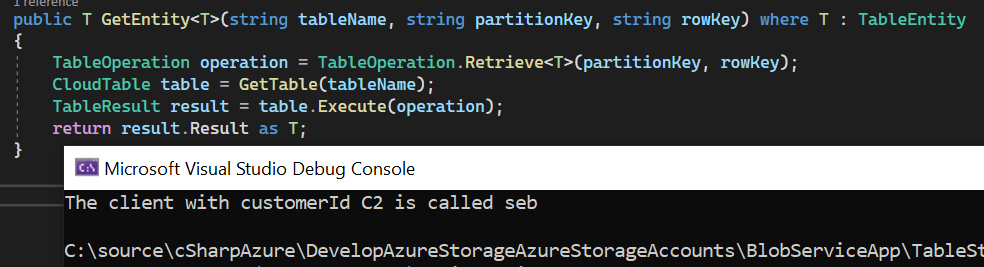 1 reference
public T GetEntity<T>(string tableName, string partitionKey, string rowKey) where T : TableEntity
{
TableOperation operation = TableOperation.Retrieve<T>(partitionKey, rowKey);
CloudTable table = GetTable(tableName);
TableResult result = table.Execute(operation);
return result.Result as T;
}
C:\ Microsoft Visual Studio Debug Console
The client with customerId C2 is called seb
C:\source\cSharpAzure\DevelopAzureStorageAzureStorageAccounts\BlobServiceApp\TableSt